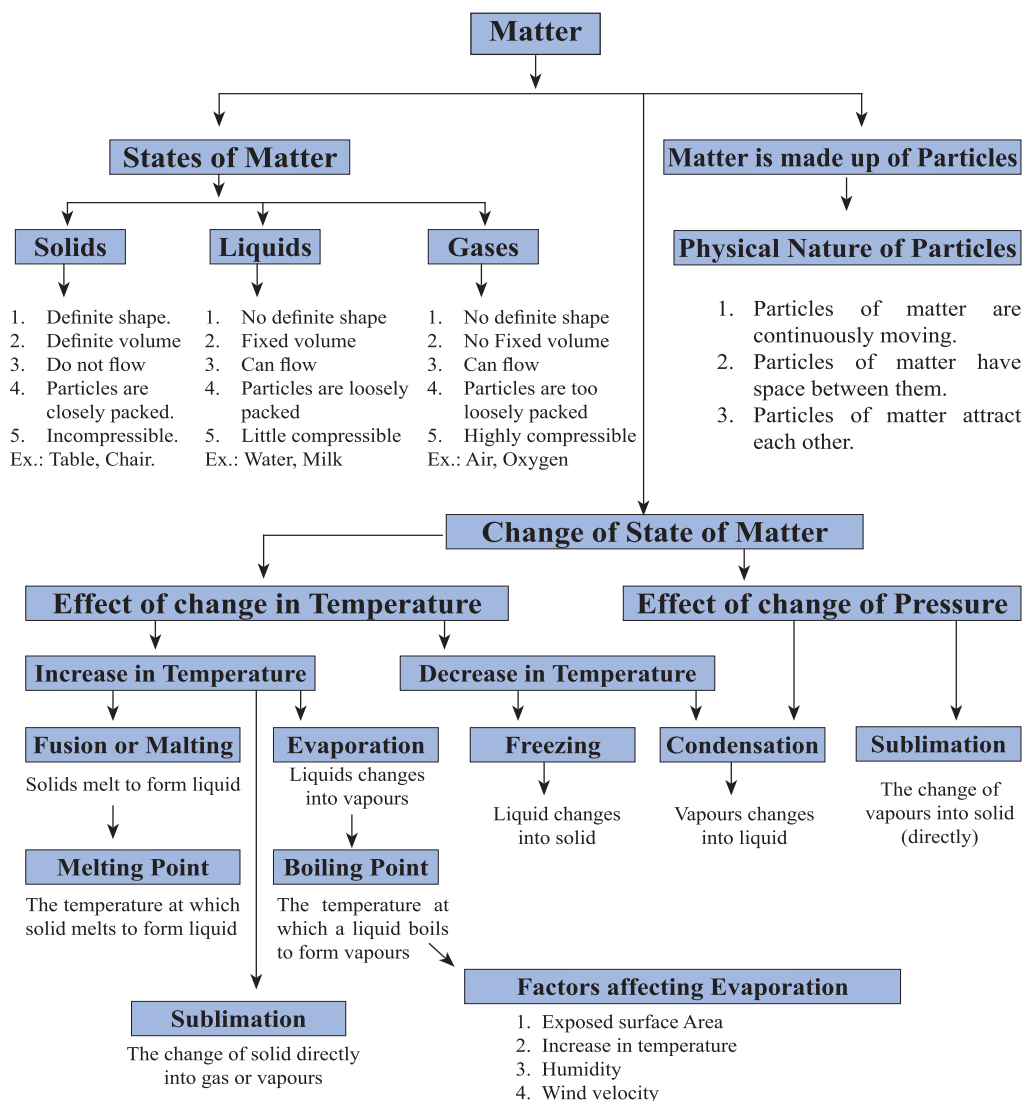 Matter
States of Matter
Matter is made up of Particles
Solids
Liquids
Gases
Physical Nature of Particles
1. Definite shape.
2. Definite volume
3. Do not flow
4. Particles are
closely packed.
5. Incompressible.
Ex.: Table, Chair.
1. No definite shape
2. Fixed volume
3. Can flow
4. Particles are loosely
packed
5. Little compressible
Ex.: Water, Milk
1. No definite shape
2. No Fixed volume
3. Can flow
4. Particles are too
loosely packed
5. Highly compressible
Ex.: Air, Oxygen
1. Particles of matter are
continuously moving.
2. Particles of matter have
space between them.
3. Particles of matter attract
each other.
Change of State of Matter
Effect of change in Temperature
Effect of change of Pressure
Increase in Temperature
Decrease in Temperature
Fusion or Malting
Solids melt to form liquid
Evaporation
Liquids changes
into vapours
Freezing
Liquid changes
into solid
Condensation
Vapours changes
into liquid
Sublimation
The change of
vapours into solid
(directly)
Melting Point
The temperature at which
solid melts to form liquid
Boiling Point
The temperature at
which a liquid boils
to form vapours
Sublimation
The change of solid directly
into gas or vapours
Factors affecting Evaporation
1. Exposed surface Area
2. Increase in temperature
3. Humidity
4. Wind velocity